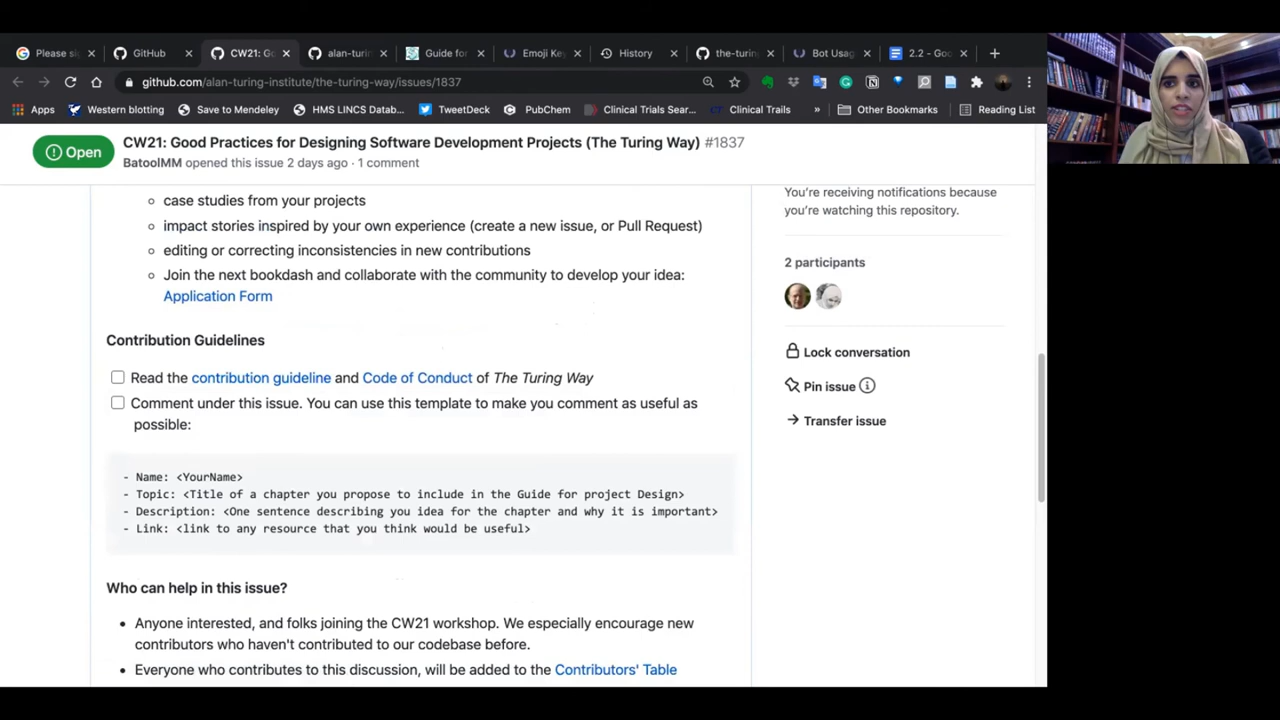 Please si
GitHub
CW21: Go
alan-turi
Guide for
Emoji Key
History
the-turing
Bot Usag
2.2 - Goo
github.com/alan-turing-institute/the-turing-way/issues/1837
Apps
Western blotting
Save to Mendeley
HMS LINCS Datab...
TweetDeck
PubChem
Clinical Trials Sear...
Clinical Trails
»
Other Bookmarks
Reading List
Open
CW21: Good Practices for Designing Software Development Projects (The Turing Way) #1837
BatoolMM opened this issue 2 days ago · 1 comment
case studies from your projects
impact stories inspired by your own experience (create a new issue, or Pull Request)
editing or correcting inconsistencies in new contributions
Join the next bookdash and collaborate with the community to develop your idea:
Application Form
Contribution Guidelines
Read the contribution guideline and Code of Conduct of The Turing Way
Comment under this issue. You can use this template to make you comment as useful as
possible:
- Name: <YourName>
- Topic: <Title of a chapter you propose to include in the Guide for project Design>
- Description: <One sentence describing you idea for the chapter and why it is important>
- Link: <link to any resource that you think would be useful>
Who can help in this issue?
Anyone interested, and folks joining the CW21 workshop. We especially encourage new
contributors who haven't contributed to our codebase before.
Everyone who contributes to this discussion, will be added to the Contributors' Table
You're receiving notifications because
you're watching this repository.
2 participants
Lock conversation
Pin issue
Transfer issue